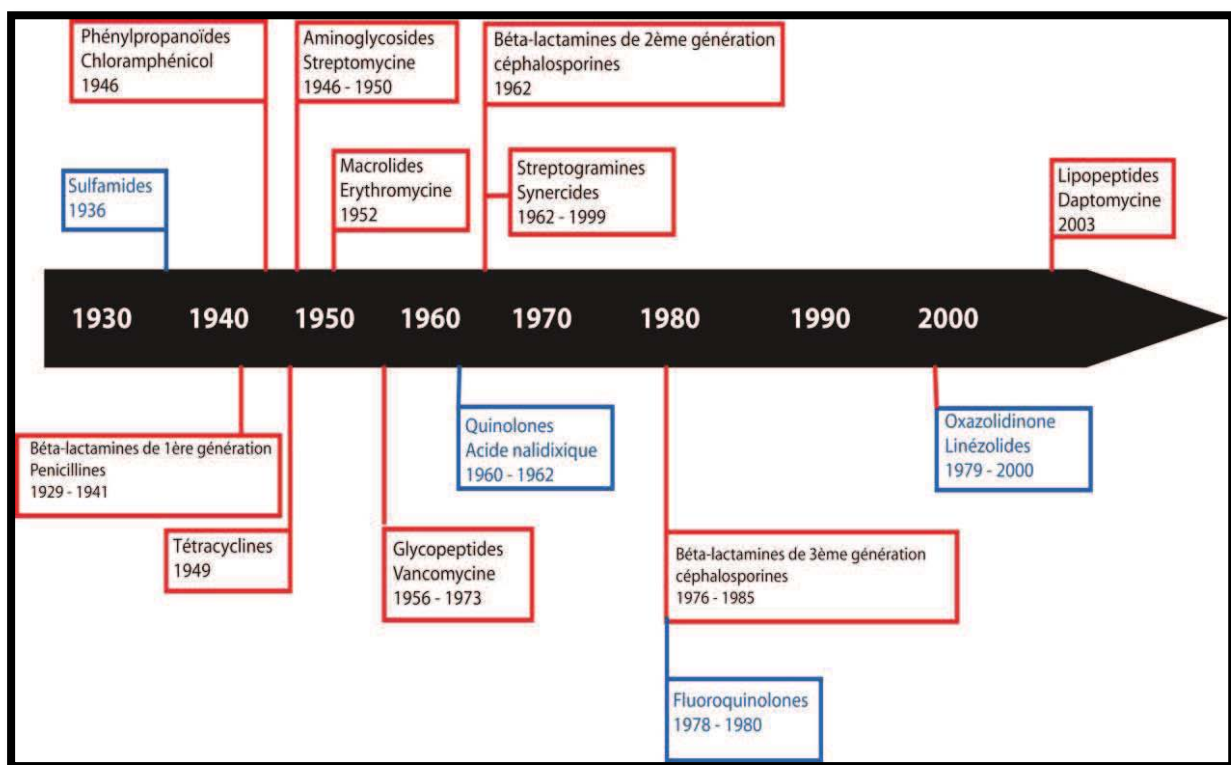 Phénylpropanoïdes
Chloramphénicol
1946
Aminoglycosides
Streptomycine
1946 - 1950
Béta-lactamines de 2ème génération
céphalosporines
1962
Sulfamides
1936
Macrolides
Erythromycine
1952
Streptogramines
Synercides
1962 - 1999
Lipopeptides
Daptomycine
2003
1930 1940 1950 1960 1970 1980 1990 2000
Béta-lactamines de 1ère génération
Penicillines
1929 - 1941
Tétracyclines
1949
Glycopeptides
Vancomycine
1956 - 1973
Quinolones
Acide nalidixique
1960 - 1962
Béta-lactamines de 3ème génération
céphalosporines
1976 - 1985
Oxazolidinone
Linézolides
1979 - 2000
Fluoroquinolones
1978 - 1980